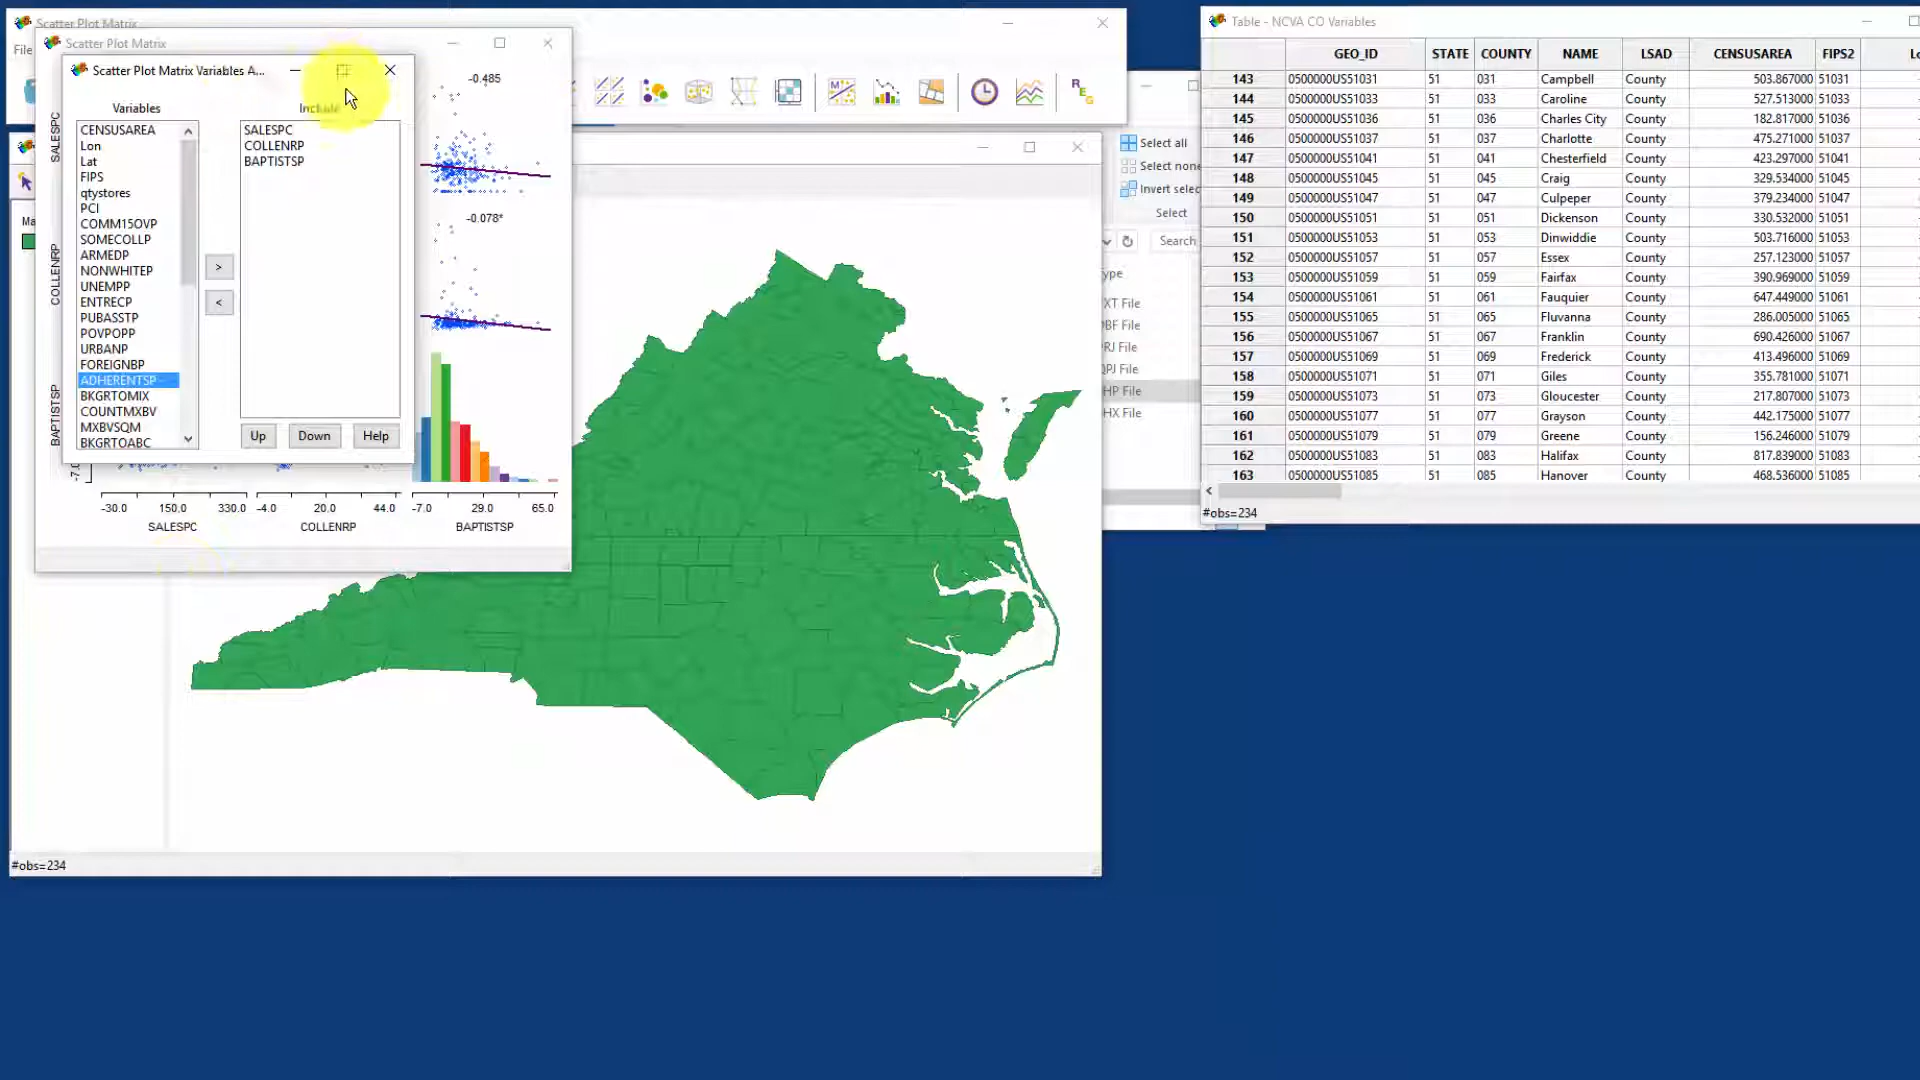 Scatter Plot Matrix
File
Scatter Plot Matrix
Scatter Plot Matrix Variables A...
Variables
Include
CENSUSAREA
Lon
Lat
FIPS
qtystores
PCI
COMM15OVP
SOMECOLLP
ARMEDP
NONWHITEP
UNEMPP
ENTRECP
PUBASSTP
POVPOPP
URBANP
FOREIGNBP
ADHERENTSP
BKGRTOMIX
COUNTMXBV
MXBVSQM
BKGRTOABC
>
<
SALESPC
COLLENRP
BAPTISTSP
Up
Down
Help
SALESPC
COLLENRP
BAPTISTSP
-0.485
-0.078*
-7.0
-30.0 150.0 330.0
-4.0 20.0 44.0
-7.0 29.0 65.0
SALESPC
COLLENRP
BAPTISTSP
Ma
#obs=234
Select all
Select none
Invert selec
Select
Search
File
File
File
File
File
File
Table - NCVA CO Variables
GEO_ID STATE COUNTY NAME LSAD CENSUSAREA FIPS2 Lo
143 0500000US51031 51 031 Campbell County 503.867000 51031
144 0500000US51033 51 033 Caroline County 527.513000 51033
145 0500000US51036 51 036 Charles City County 182.817000 51036
146 0500000US51037 51 037 Charlotte County 475.271000 51037
147 0500000US51041 51 041 Chesterfield County 423.297000 51041
148 0500000US51045 51 045 Craig County 329.534000 51045
149 0500000US51047 51 047 Culpeper County 379.234000 51047
150 0500000US51051 51 051 Dickenson County 330.532000 51051
151 0500000US51053 51 053 Dinwiddie County 503.716000 51053
152 0500000US51057 51 057 Essex County 257.123000 51057
153 0500000US51059 51 059 Fairfax County 390.969000 51059
154 0500000US51061 51 061 Fauquier County 647.449000 51061
155 0500000US51065 51 065 Fluvanna County 286.005000 51065
156 0500000US51067 51 067 Franklin County 690.426000 51067
157 0500000US51069 51 069 Frederick County 413.496000 51069
158 0500000US51071 51 071 Giles County 355.781000 51071
159 0500000US51073 51 073 Gloucester County 217.807000 51073
160 0500000US51077 51 077 Grayson County 442.175000 51077
161 0500000US51079 51 079 Greene County 156.246000 51079
162 0500000US51083 51 083 Halifax County 817.839000 51083
163 0500000US51085 51 085 Hanover County 468.536000 51085
#obs=234